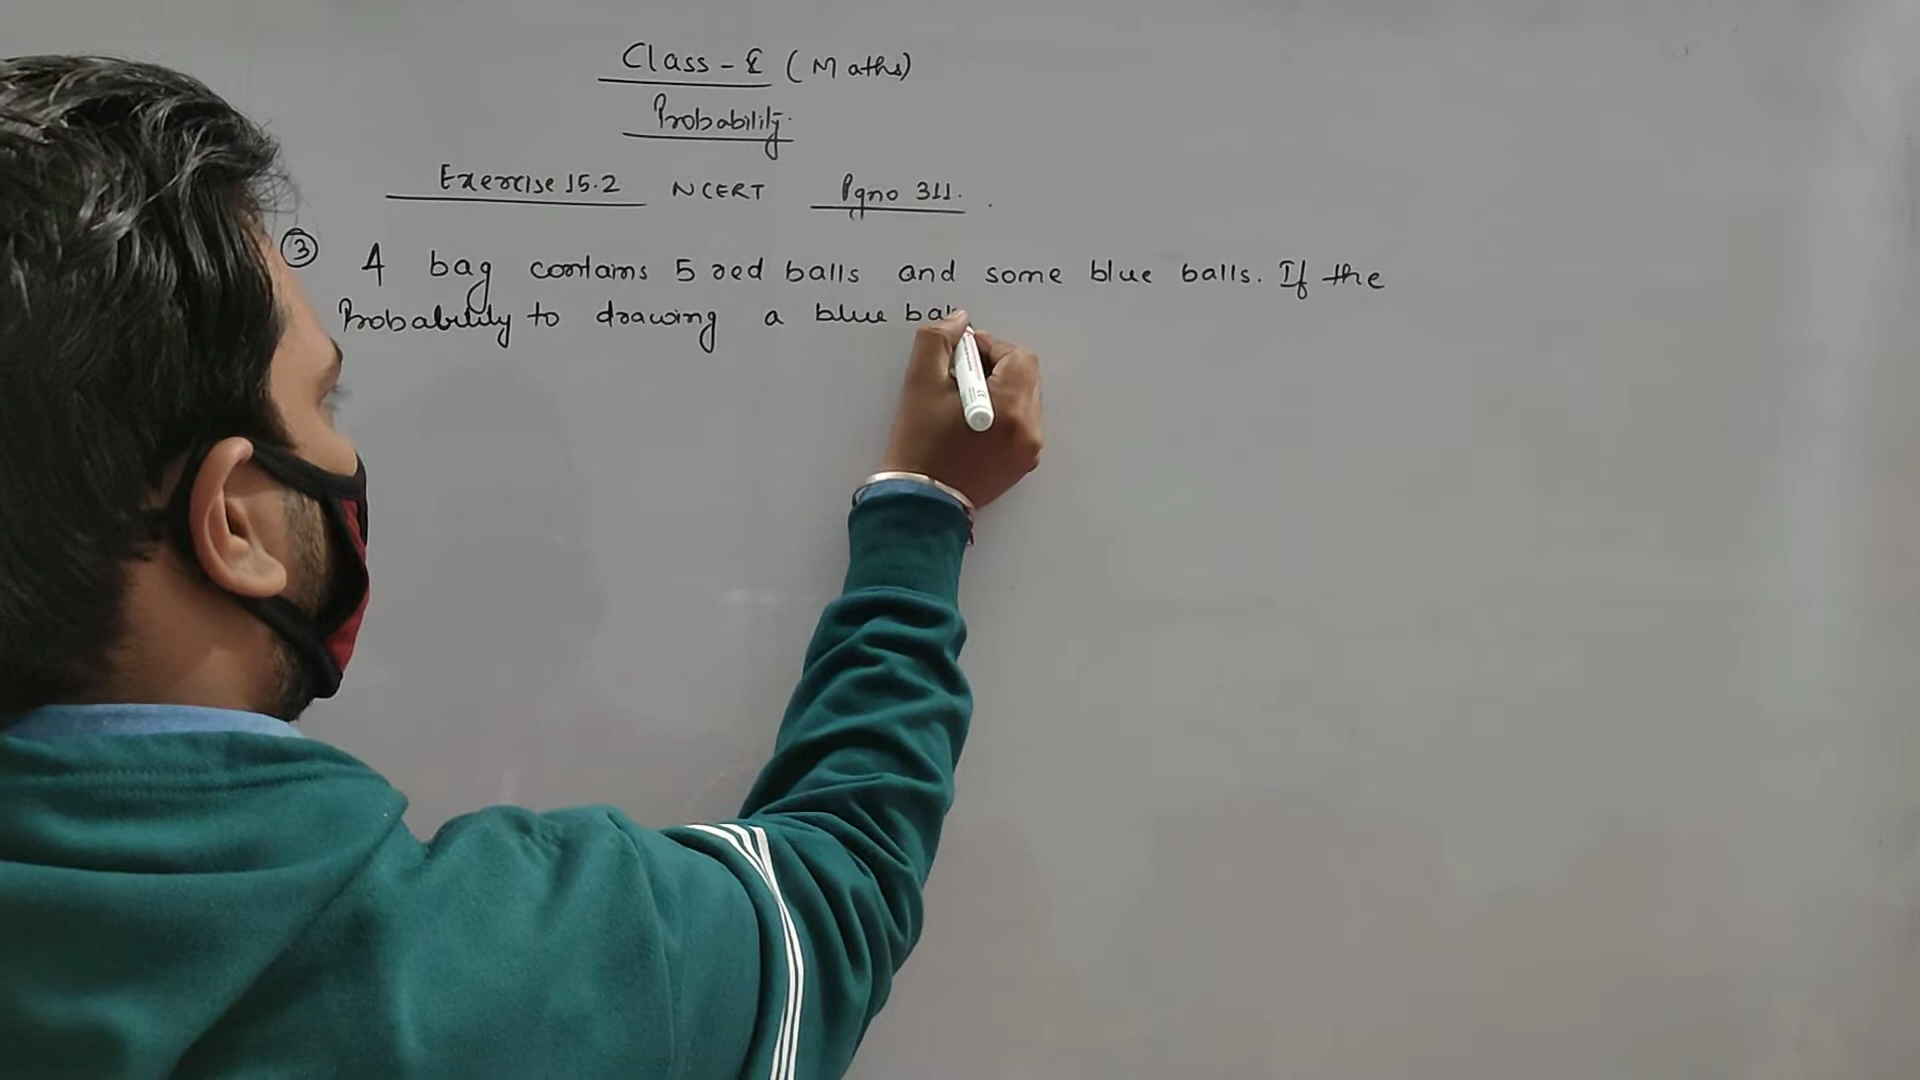 Class - X (Maths)
Probability.
Exercise 15.2 NCERT Pgno 311.
3 A bag contains 5 red balls and some blue balls. If the
Probability to drawing a blue bal